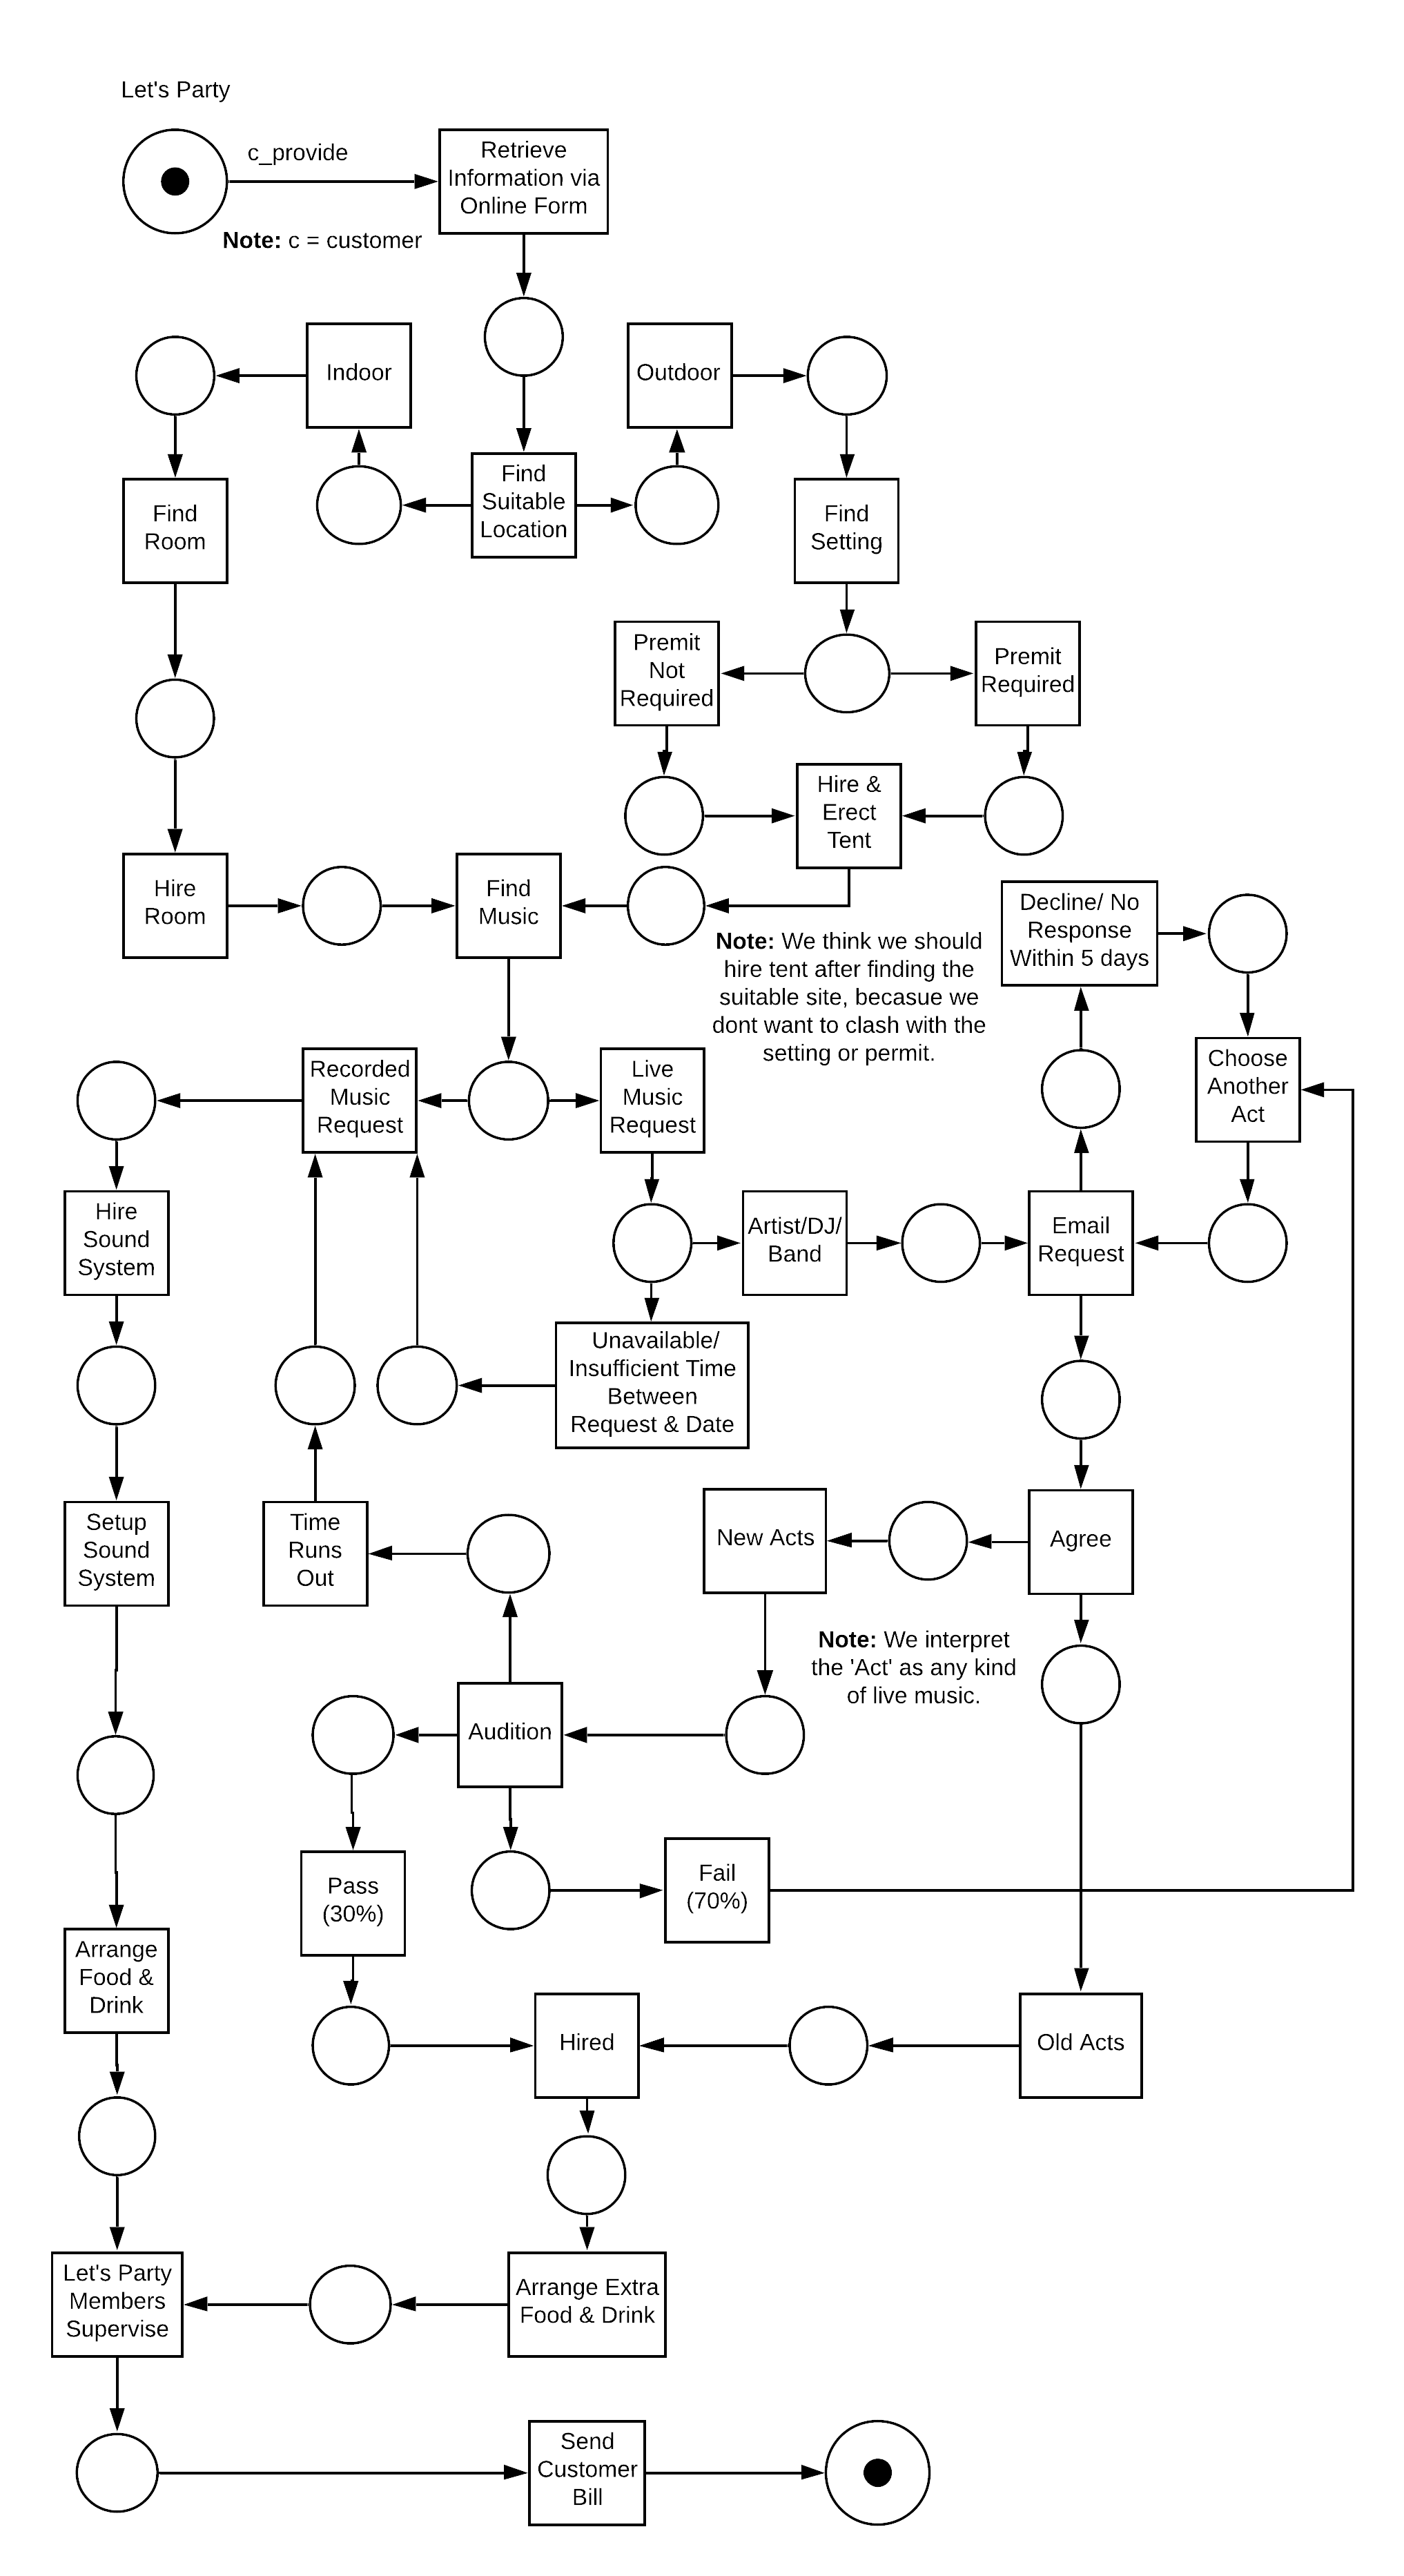 Let's Party
c_provide
Retrieve
Information via
Online Form
Note: c = customer
Indoor
Outdoor
Find
Room
Find
Suitable
Location
Find
Setting
Premit
Not
Required
Premit
Required
Hire &
Erect
Tent
Hire
Room
Find
Music
Decline/ No
Response
Within 5 days
Note: We think we should
hire tent after finding the
suitable site, becasue we
dont want to clash with the
setting or permit.
Recorded
Music
Request
Live
Music
Request
Choose
Another
Act
Hire
Sound
System
Artist/DJ/
Band
Email
Request
Unavailable/
Insufficient Time
Between
Request & Date
Setup
Sound
System
Time
Runs
Out
New Acts
Agree
Note: We interpret
the 'Act' as any kind
of live music.
Audition
Pass
(30%)
Fail
(70%)
Arrange
Food &
Drink
Hired
Old Acts
Let's Party
Members
Supervise
Arrange Extra
Food & Drink
Send
Customer
Bill